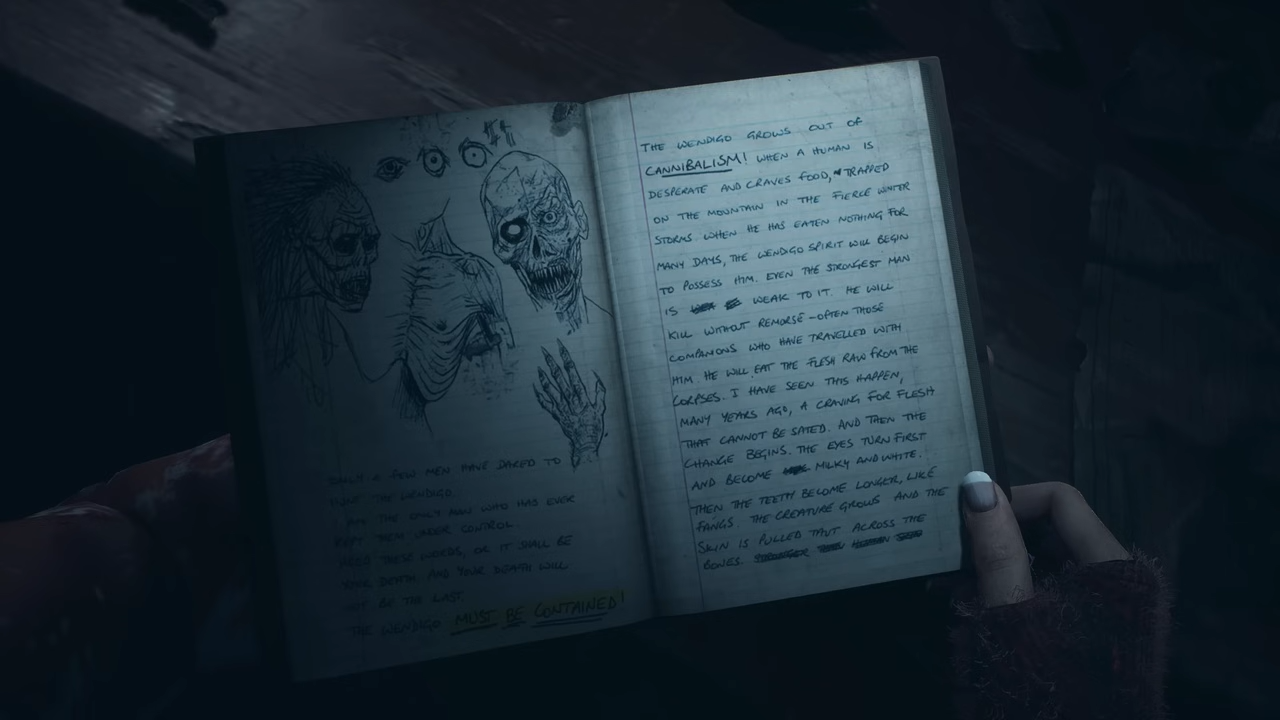 ONLY A FEW MEN HAVE DARED TO
HUNT THE WENDIGO.
I AM THE ONLY MAN WHO HAS EVER
KEPT THEM UNDER CONTROL
HEED THESE WORDS, OR IT SHALL BE
YOUR DEATH. AND YOUR DEATH WILL
NOT BE THE LAST.
THE WENDIGO MUST BE CONTAINED!
THE WENDIGO GROWS OUT OF
CANNIBALISM! WHEN A HUMAN IS
DESPERATE AND CRAVES FOOD, TRAPPED
ON THE MOUNTAIN IN THE FIERCE WINTER
STORMS. WHEN HE HAS EATEN NOTHING FOR
MANY DAYS, THE WENDIGO SPIRIT WILL BEGIN
TO POSSESS HIM. EVEN THE STRONGEST MAN
IS WEAK TO IT. HE WILL
KILL WITHOUT REMORSE - OFTEN THOSE
COMPANIONS WHO HAVE TRAVELLED WITH
HIM. HE WILL EAT THE FLESH RAW FROM THE
CORPSES. I HAVE SEEN THIS HAPPEN,
MANY YEARS AGO, A CRAVING FOR FLESH
THAT CANNOT BE SATED. AND THEN THE
CHANGE BEGINS. THE EYES TURN FIRST
AND BECOME MILKY AND WHITE.
THEN THE TEETH BECOME LONGER, LIKE
FANGS. THE CREATURE GROWS AND THE
SKIN IS PULLED TAUT ACROSS THE
BONES.